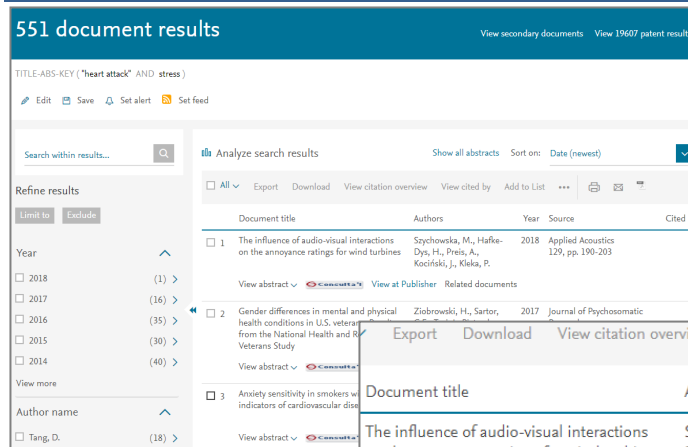 551 document results
View secondary documents View 19607 patent result
TITLE-ABS-KEY ( "heart attack" AND stress )
Edit Save Set alert Set feed
Search within results...
Refine results
Limit to Exclude
Year
2018 (1)
2017 (16)
2016 (35)
2015 (30)
2014 (40)
View more
Author name
Tang, D. (18)
Analyze search results Show all abstracts Sort on: Date (newest)
All Export Download View citation overview View cited by Add to List •••
Document title Authors Year Source Cited
1 The influence of audio-visual interactions Szychowska, M., Hafke- 2018 Applied Acoustics
on the annoyance ratings for wind turbines Dys, H., Preis, A., 129, pp. 190-203
Kociński, J., Kleka, P.
View abstract Consulta't View at Publisher Related documents
2 Gender differences in mental and physical Ziobrowski, H., Sartor, 2017 Journal of Psychosomatic
health conditions in U.S.
from the National Health and
Veterans Study
View abstract Consulta't
3 Anxiety sensitivity in smokers
indicators of cardiovascular
View abstract Consulta't
Export Download View citation overvi
Document title A
The influence of audio-visual interactions S